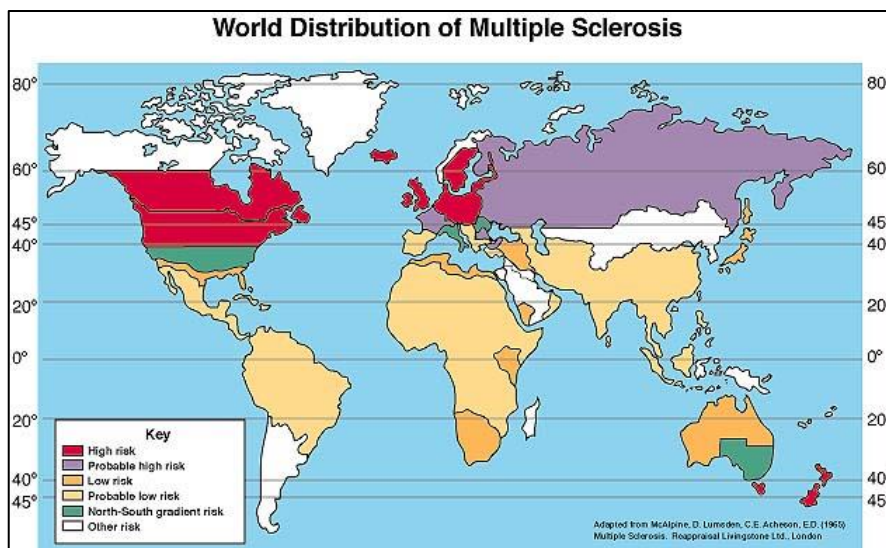 World Distribution of Multiple Sclerosis
80° 80
60° 60
45° 45
40° 40
20° 20
0° 0°
20° 20
40° 40
45° 45
Key
High risk
Probable high risk
Low risk
Probable low risk
North-South gradient risk
Other risk
Adapted from McAlpine, D. Lumsden, C.E. Acheson, E.D. (1965)
Multiple Sclerosis. Reappraisal Livingstone Ltd., London